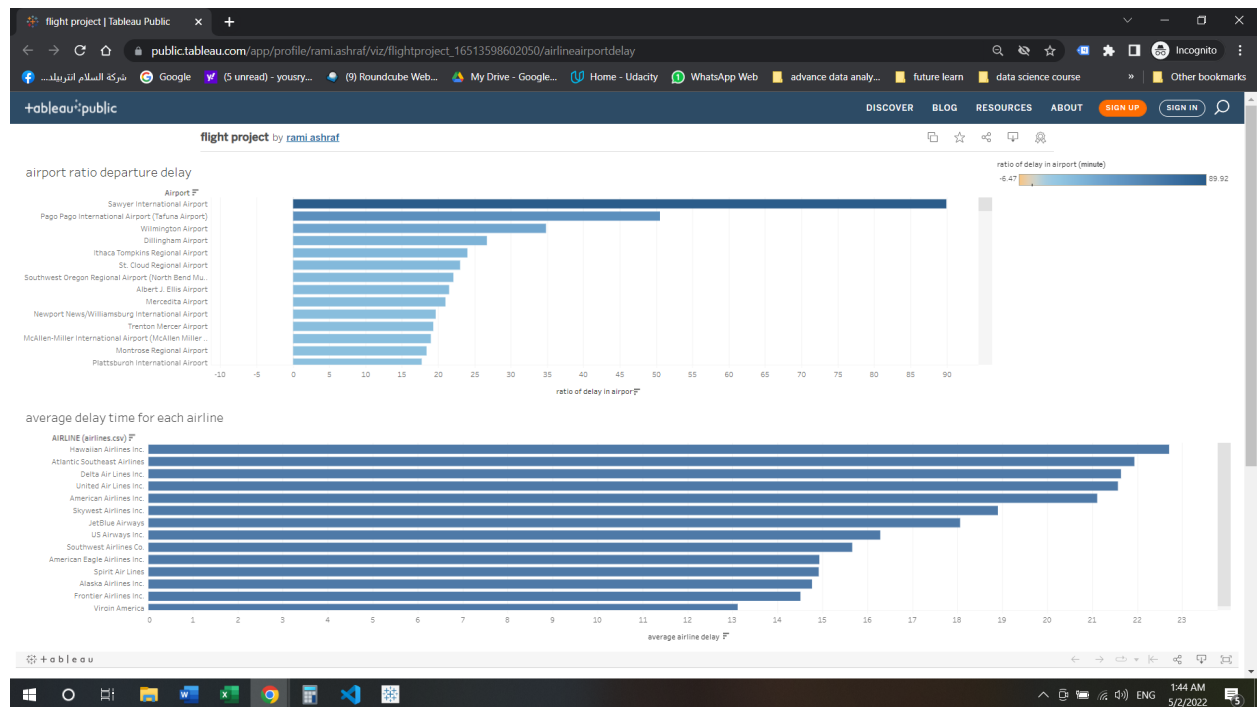 flight project | Tableau Public
public.tableau.com/app/profile/rami.ashraf/viz/flightproject_16513598602050/airlineairportdelay
Incognito
شركة السلام انتربيلد...
Google
(5 unread) - yousry...
(9) Roundcube Web...
My Drive - Google...
Home - Udacity
WhatsApp Web
advance data analy...
future learn
data science course
»
Other bookmarks
+ableau public
DISCOVER
BLOG
RESOURCES
ABOUT
SIGN UP
SIGN IN
flight project by rami ashraf
airport ratio departure delay
ratio of delay in airport (minute)
-6.47
89.92
Airport
Sawyer International Airport
Pago Pago International Airport (Tafuna Airport)
Wilmington Airport
Dillingham Airport
Ithaca Tompkins Regional Airport
St. Cloud Regional Airport
Southwest Oregon Regional Airport (North Bend Mu..
Albert J. Ellis Airport
Mercedita Airport
Newport News/Williamsburg International Airport
Trenton Mercer Airport
McAllen-Miller International Airport (McAllen Miller ..
Montrose Regional Airport
Plattsburgh International Airport
-10 -5 0 5 10 15 20 25 30 35 40 45 50 55 60 65 70 75 80 85 90
ratio of delay in airpor
average delay time for each airline
AIRLINE (airlines.csv)
Hawaiian Airlines Inc.
Atlantic Southeast Airlines
Delta Air Lines Inc.
United Air Lines Inc.
American Airlines Inc.
Skywest Airlines Inc.
JetBlue Airways
US Airways Inc.
Southwest Airlines Co.
American Eagle Airlines Inc.
Spirit Air Lines
Alaska Airlines Inc.
Frontier Airlines Inc.
Virgin America
0 1 2 3 4 5 6 7 8 9 10 11 12 13 14 15 16 17 18 19 20 21 22 23
average airline delay
+ableau
ENG
1:44 AM
5/2/2022
5